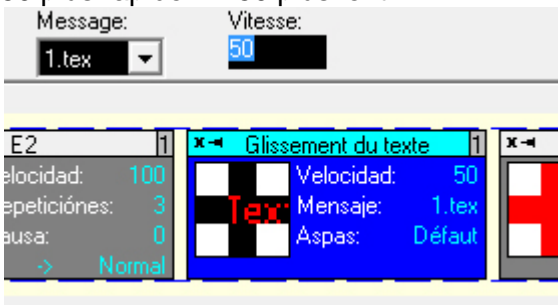 Message: Vitesse:
1.tex 50
E2 1 Glissement du texte 1
elocidad: 100 Velocidad: 50
epeticiónes: 3 Tex Mensaje: 1.tex
ausa: 0 Aspas: Défaut
-> Normal